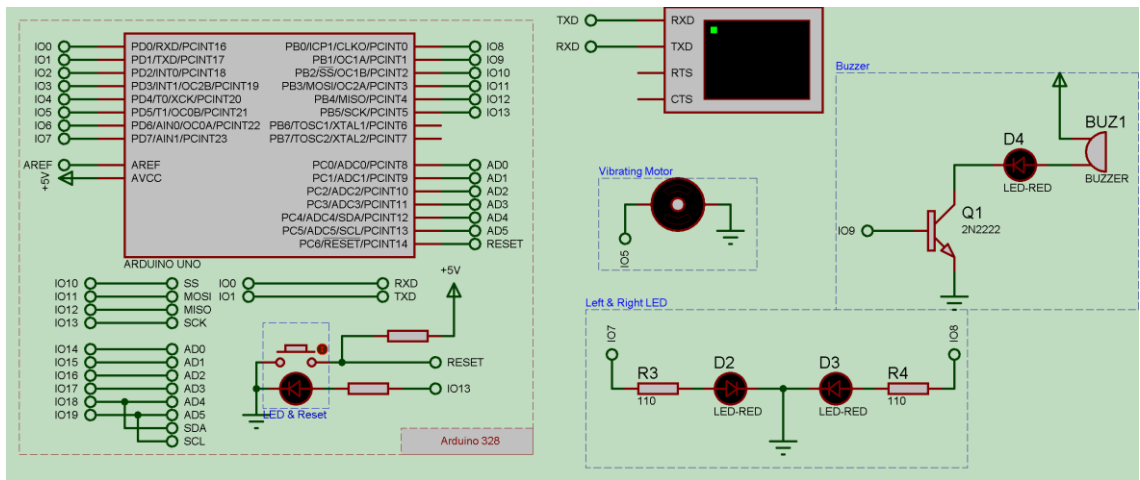 IO0 PD0/RXD/PCINT16 PB0/ICP1/CLKO/PCINT0 IO8
IO1 PD1/TXD/PCINT17 PB1/OC1A/PCINT1 IO9
IO2 PD2/INT0/PCINT18 PB2/SS/OC1B/PCINT2 IO10
IO3 PD3/INT1/OC2B/PCINT19 PB3/MOSI/OC2A/PCINT3 IO11
IO4 PD4/T0/XCK/PCINT20 PB4/MISO/PCINT4 IO12
IO5 PD5/T1/OC0B/PCINT21 PB5/SCK/PCINT5 IO13
IO6 PD6/AIN0/OC0A/PCINT22 PB6/TOSC1/XTAL1/PCINT6
IO7 PD7/AIN1/PCINT23 PB7/TOSC2/XTAL2/PCINT7
AREF AREF PC0/ADC0/PCINT8 AD0
+5V AVCC PC1/ADC1/PCINT9 AD1
PC2/ADC2/PCINT10 AD2
PC3/ADC3/PCINT11 AD3
PC4/ADC4/SDA/PCINT12 AD4
PC5/ADC5/SCL/PCINT13 AD5
PC6/RESET/PCINT14 RESET
ARDUINO UNO
IO10 SS IO0 RXD
IO11 MOSI IO1 TXD
IO12 MISO
IO13 SCK
+5V
IO14 AD0
IO15 AD1
IO16 AD2
IO17 AD3
IO18 AD4
IO19 AD5
SDA
SCL
RESET
IO13
LED & Reset
Arduino 328
TXD RXD
RXD TXD
RTS
CTS
Vibrating Motor
IO5
Buzzer
BUZ1
BUZZER
D4
LED-RED
Q1
2N2222
IO9
Left & Right LED
IO7 IO8
R3 D2 D3 R4
110 LED-RED LED-RED 110